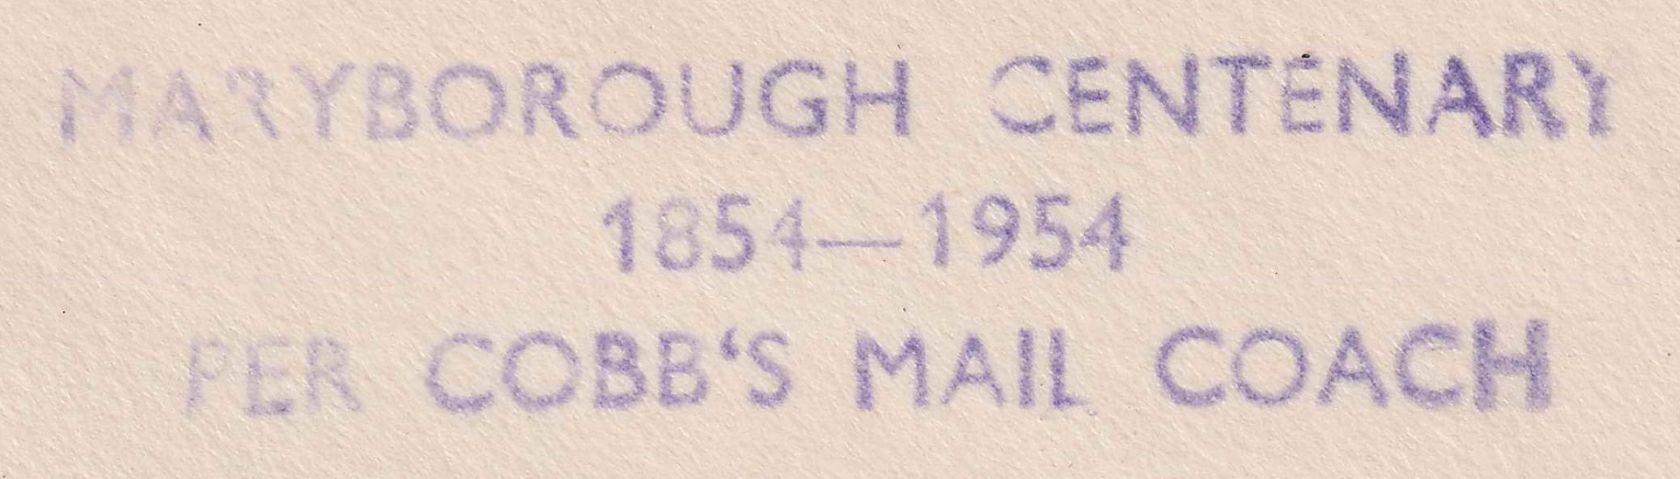 MARYBOROUGH CENTENARY
1854—1954
PER COBB‘S MAIL COACH